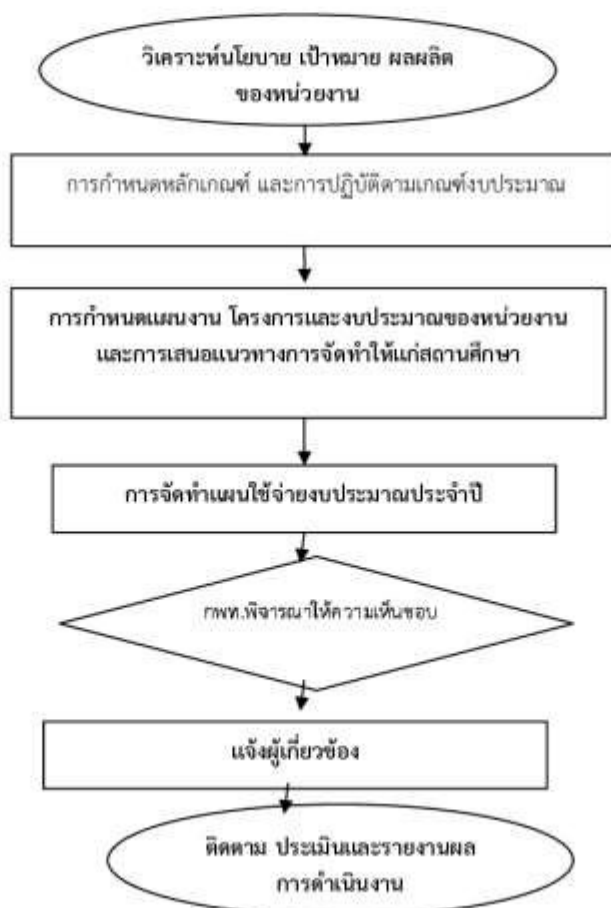 วิเคราะห์นโยบาย เป้าหมาย ผลผลิต
ของหน่วยงาน
การกำหนดหลักเกณฑ์ และการปฏิบัติตามเกณฑ์งบประมาณ
การกำหนดแผนงาน โครงการและงบประมาณของหน่วยงาน
และการเสนอแนวทางการจัดทำให้แก่สถานศึกษา
การจัดทำแผนใช้จ่ายงบประมาณประจำปี
กพท.พิจารณาให้ความเห็นชอบ
แจ้งผู้เกี่ยวข้อง
ติดตาม ประเมินและรายงานผล
การดำเนินงาน